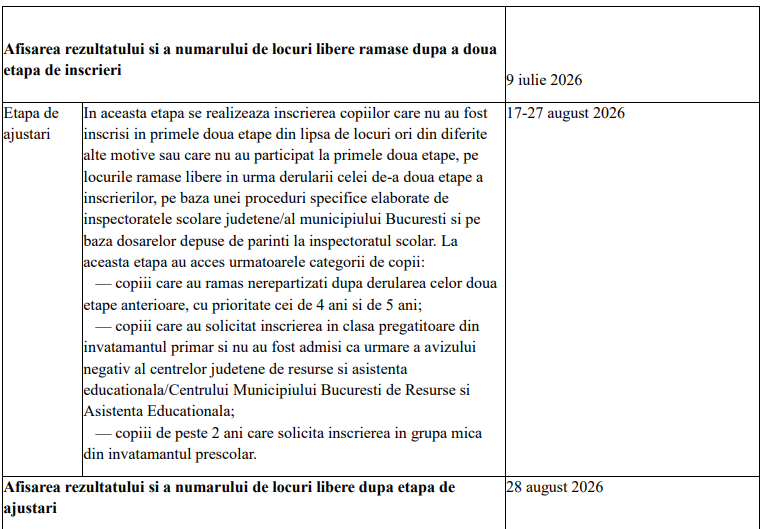 Afisarea rezultatului si a numarului de locuri libere ramase dupa a doua
etapa de inscrieri
9 iulie 2026
Etapa de
ajustari
In aceasta etapa se realizeaza inscrierea copiilor care nu au fost
inscrisi in primele doua etape din lipsa de locuri ori din diferite
alte motive sau care nu au participat la primele doua etape, pe
locurile ramase libere in urma derularii celei de-a doua etape a
inscrierilor, pe baza unei proceduri specifice elaborate de
inspectoratele scolare judetene/al municipiului Bucuresti si pe
baza dosarelor depuse de parinti la inspectoratul scolar. La
aceasta etapa au acces urmatoarele categorii de copii:
— copiii care au ramas nerepartizati dupa derularea celor doua
etape anterioare, cu prioritate cei de 4 ani si de 5 ani;
— copiii care au solicitat inscrierea in clasa pregatitoare din
invatamantul primar si nu au fost admisi ca urmare a avizului
negativ al centrelor judetene de resurse si asistenta
educationala/Centrului Municipiului Bucuresti de Resurse si
Asistenta Educationala;
— copiii de peste 2 ani care solicita inscrierea in grupa mica
din invatamantul prescolar.
17-27 august 2026
Afisarea rezultatului si a numarului de locuri libere dupa etapa de
ajustari
28 august 2026